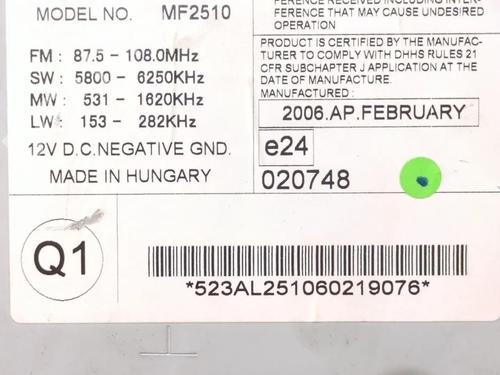 MODEL NO. MF2510
FM : 87.5 - 108.0MHz
SW : 5800 - 6250KHz
MW : 531 - 1620KHz
LW : 153 - 282KHz
12V D.C.NEGATIVE GND.
MADE IN HUNGARY
FERENCE RECEIVED INCLUDING INTER-
FERENCE THAT MAY CAUSE UNDESIRED
OPERATION
PRODUCT IS CERTIFIED BY THE MANUFAC-
TURER TO COMPLY WITH DHHS RULES 21
CFR SUBCHAPTER J APPLICATION AT THE
DATE OF MANUFACTURE.
MANUFACTURED :
2006.AP.FEBRUARY
e24
020748
Q1
*523AL251060219076*